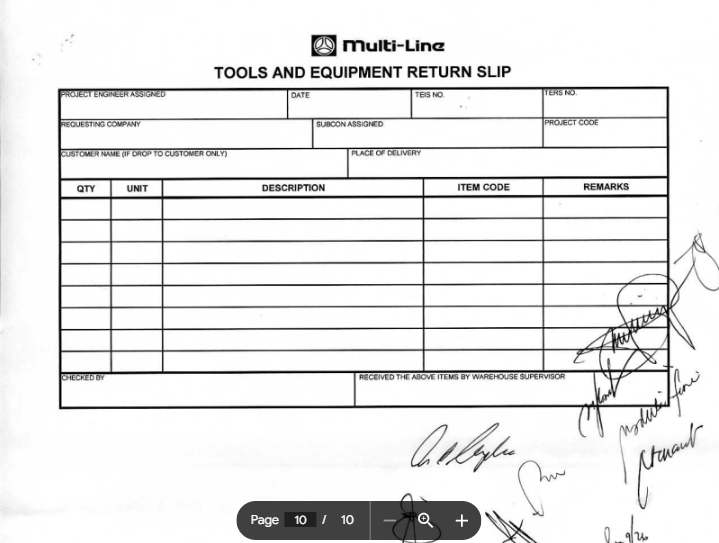 Multi-Line
TOOLS AND EQUIPMENT RETURN SLIP
PROJECT ENGINEER ASSIGNED DATE TEIS NO. TERS NO.
REQUESTING COMPANY SUBCON ASSIGNED PROJECT CODE
CUSTOMER NAME (IF DROP TO CUSTOMER ONLY) PLACE OF DELIVERY
QTY UNIT DESCRIPTION ITEM CODE REMARKS
CHECKED BY RECEIVED THE ABOVE ITEMS BY WAREHOUSE SUPERVISOR
Page 10 / 10